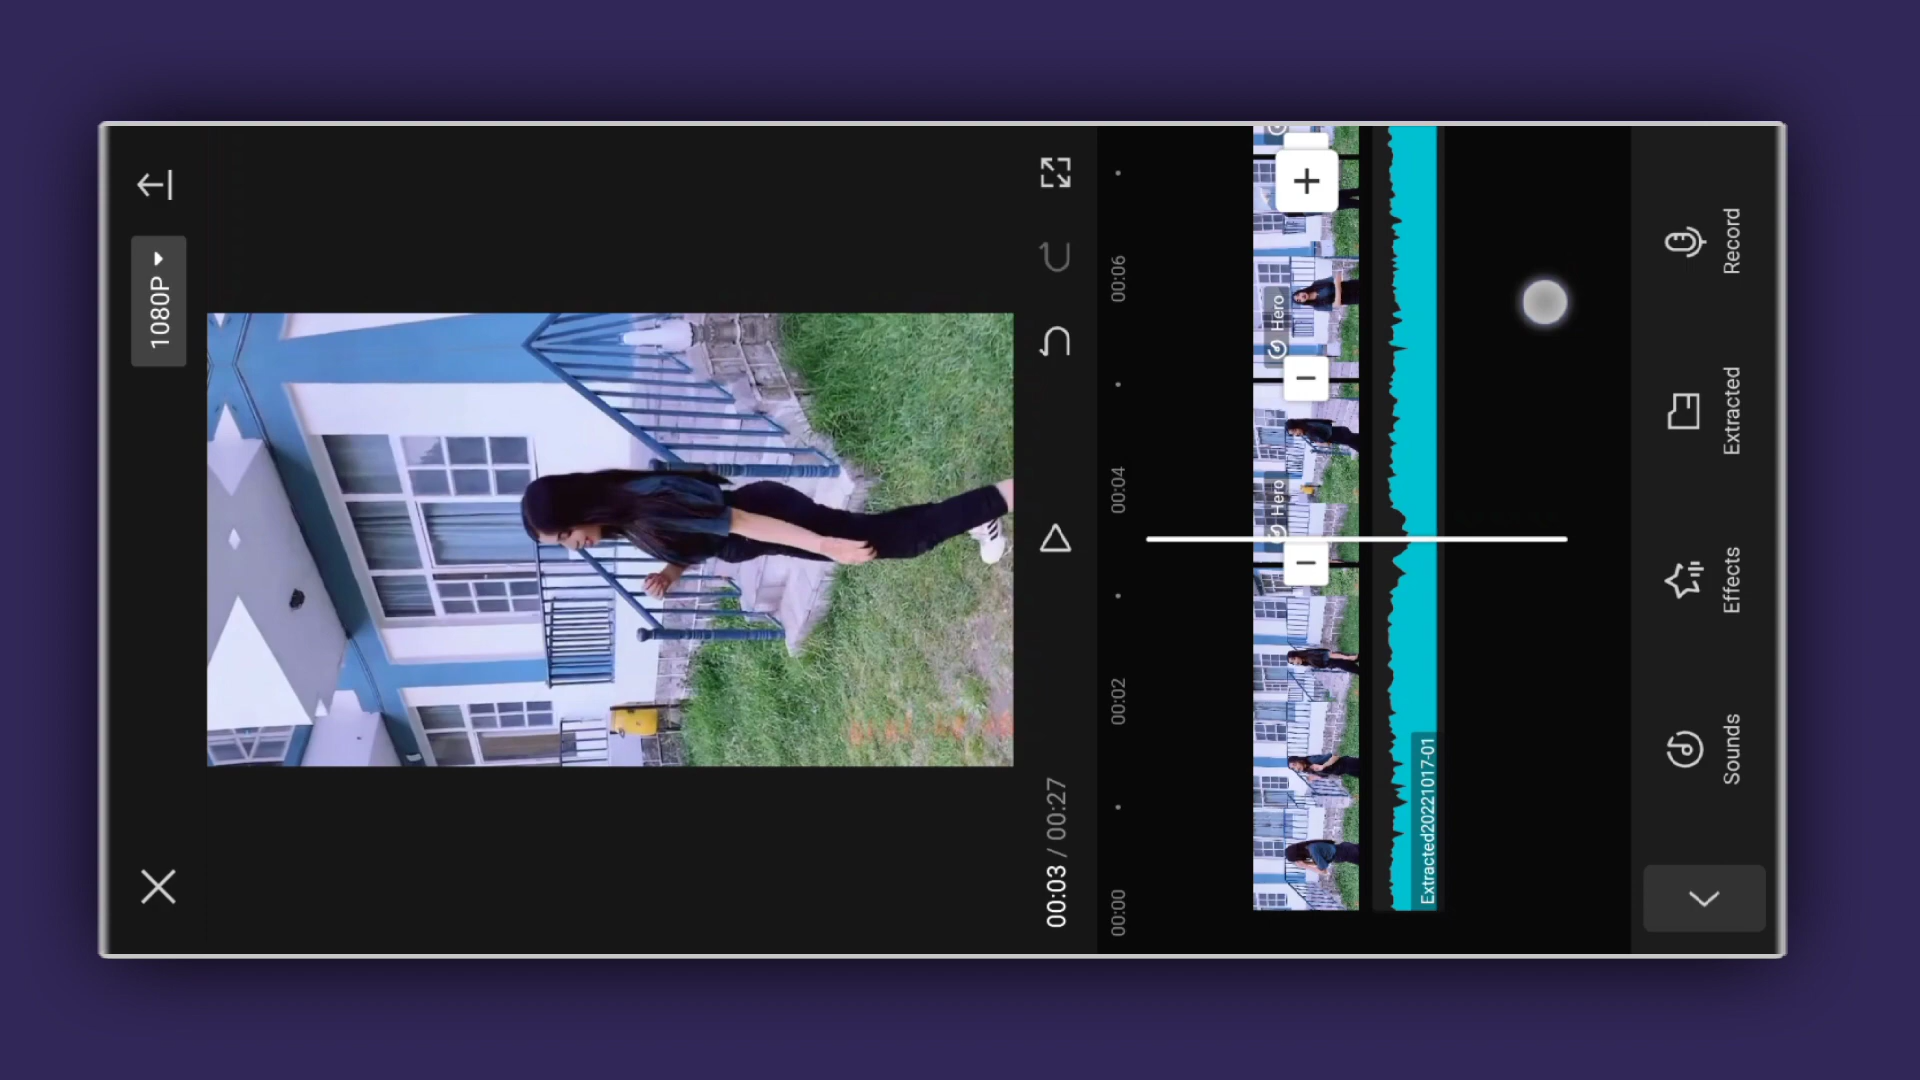 1080P
00:03 / 00:27
00:00
00:02
00:04
00:06
Hero
Hero
Extracted20221017-01
Sounds
Effects
Extracted
Record